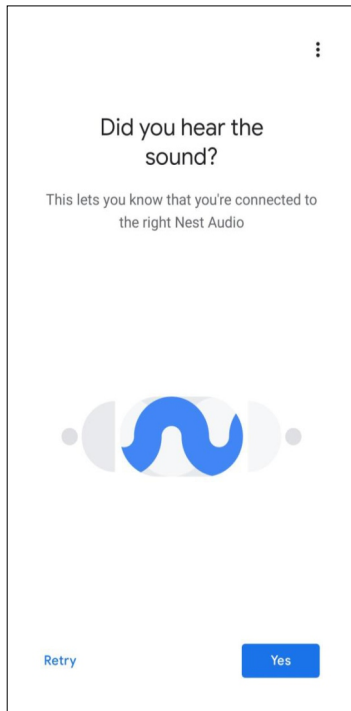 Did you hear the
sound?
This lets you know that you're connected to
the right Nest Audio
Retry
Yes